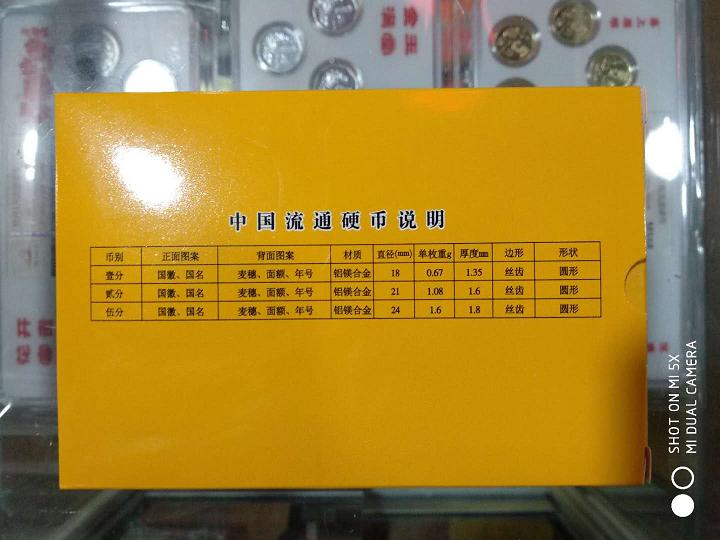 中国流通硬币说明
币别 正面图案 背面图案 材质 直径(mm) 单枚重g 厚度mm 边形 形状
壹分 国徽、国名 麦穗、面额、年号 铝镁合金 18 0.67 1.35 丝齿 圆形
贰分 国徽、国名 麦穗、面额、年号 铝镁合金 21 1.08 1.6 丝齿 圆形
伍分 国徽、国名 麦穗、面额、年号 铝镁合金 24 1.6 1.8 丝齿 圆形
SHOT ON MI 5X
MI DUAL CAMERA